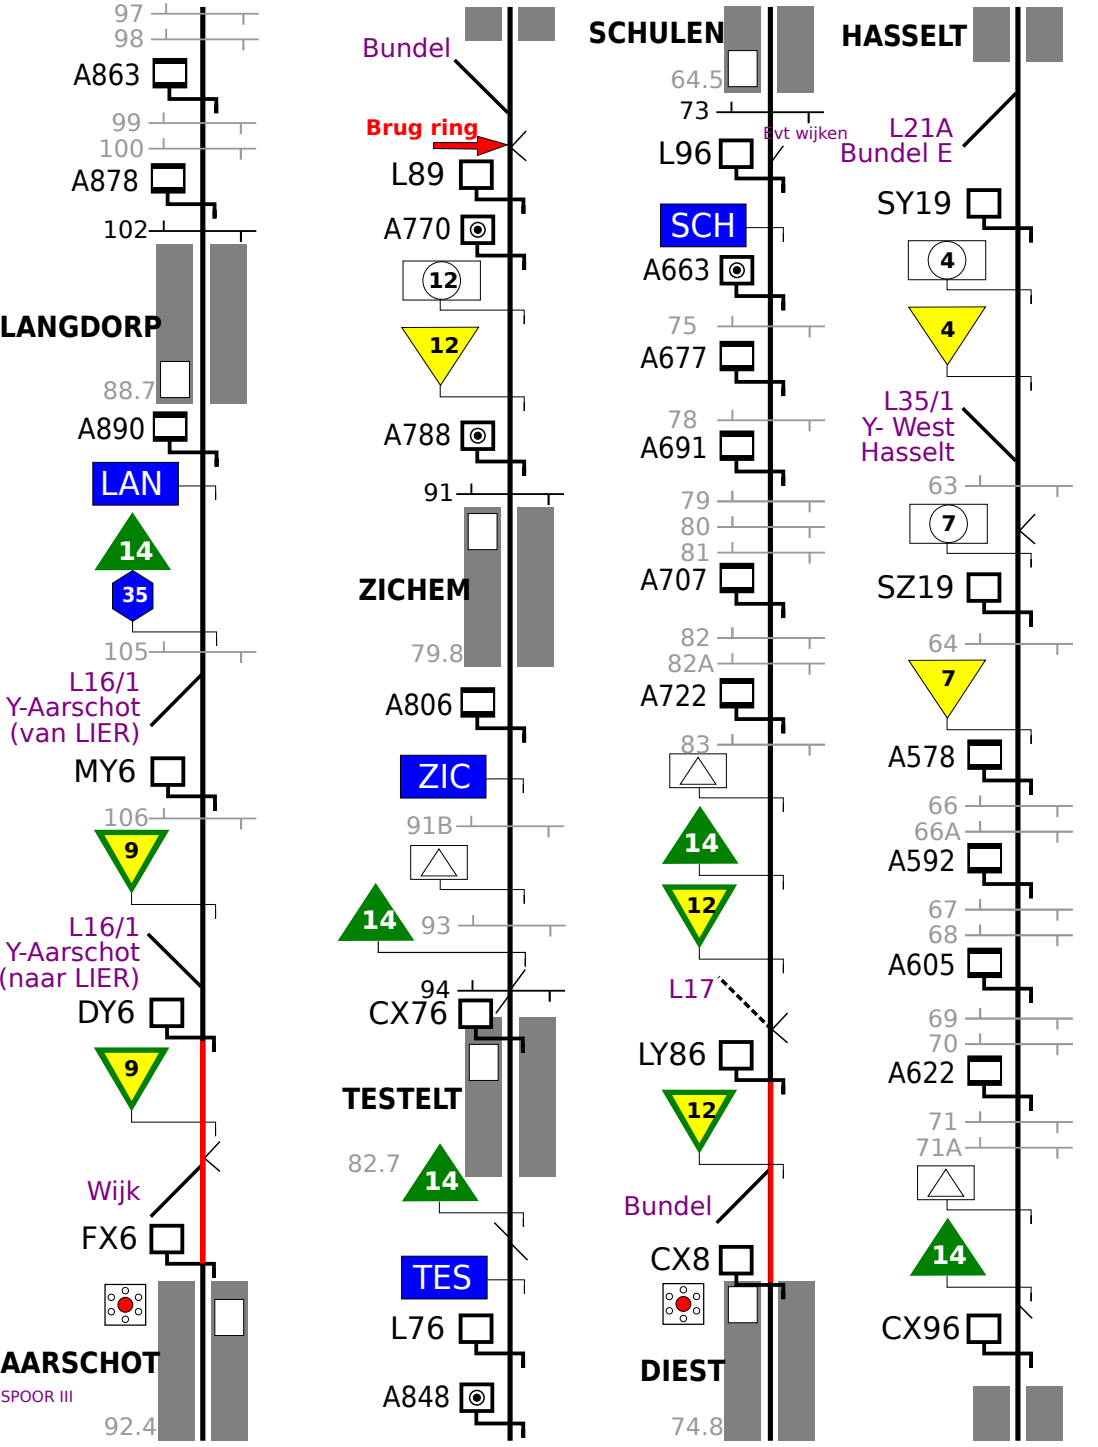 97
98
A863
99
100
A878
102
LANGDORP
88.7
A890
LAN
14
35
105
L16/1
Y-Aarschot
(van LIER)
MY6
106
9
L16/1
Y-Aarschot
(naar LIER)
DY6
9
Wijk
FX6
AARSCHOT
SPOOR III
92.4
Bundel
Brug ring
L89
A770
12
12
A788
91
ZICHEM
79.8
A806
ZIC
91B
14
93
94
CX76
TESTELT
82.7
14
TES
L76
A848
SCHULEN
64.5
73
Evt wijken
L96
SCH
A663
75
A677
78
A691
79
80
81
A707
82
82A
A722
83
14
12
L17
LY86
12
Bundel
CX8
DIEST
74.8
HASSELT
L21A
Bundel E
SY19
4
4
L35/1
Y- West
Hasselt
63
7
SZ19
64
7
A578
66
66A
A592
67
68
A605
69
70
A622
71
71A
14
CX96